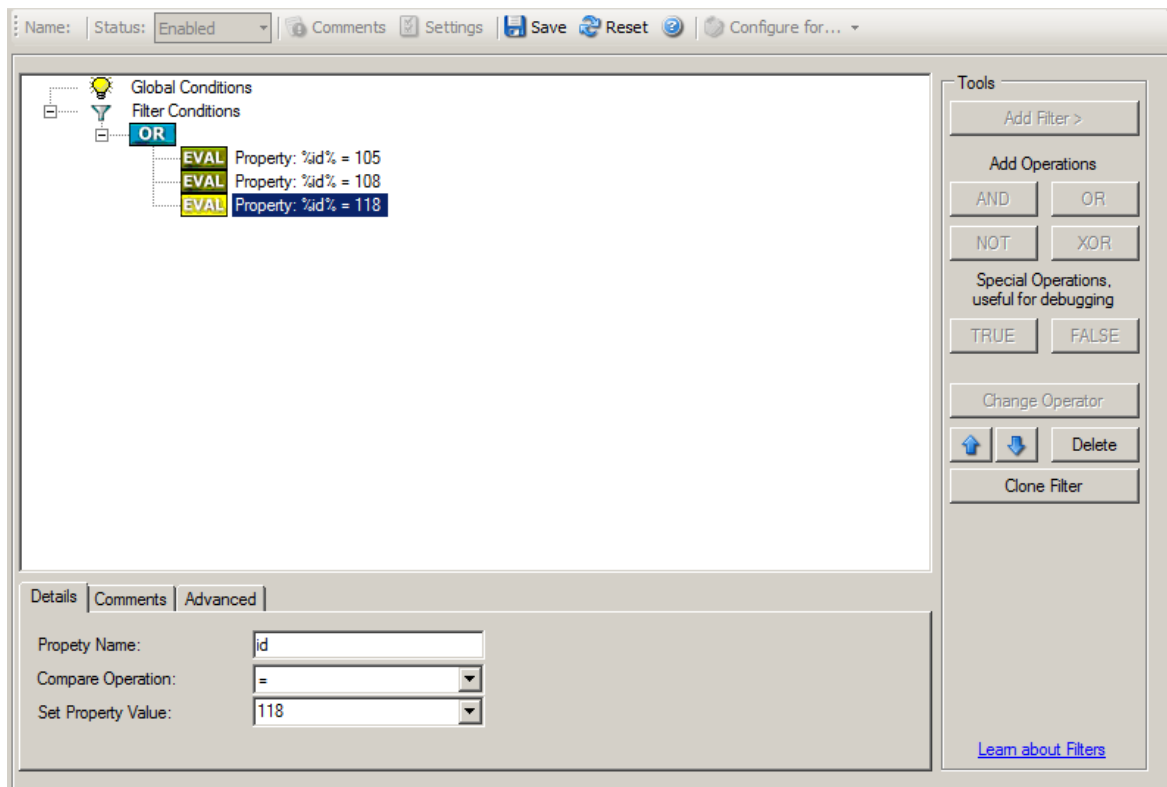 Name: Status: Enabled Comments Settings Save Reset Configure for...
Global Conditions
Filter Conditions
OR
EVAL Property: %id% = 105
EVAL Property: %id% = 108
EVAL Property: %id% = 118
Tools
Add Filter >
Add Operations
AND OR
NOT XOR
Special Operations,
useful for debugging
TRUE FALSE
Change Operator
Delete
Clone Filter
Learn about Filters
Details Comments Advanced
Propety Name: id
Compare Operation: =
Set Property Value: 118